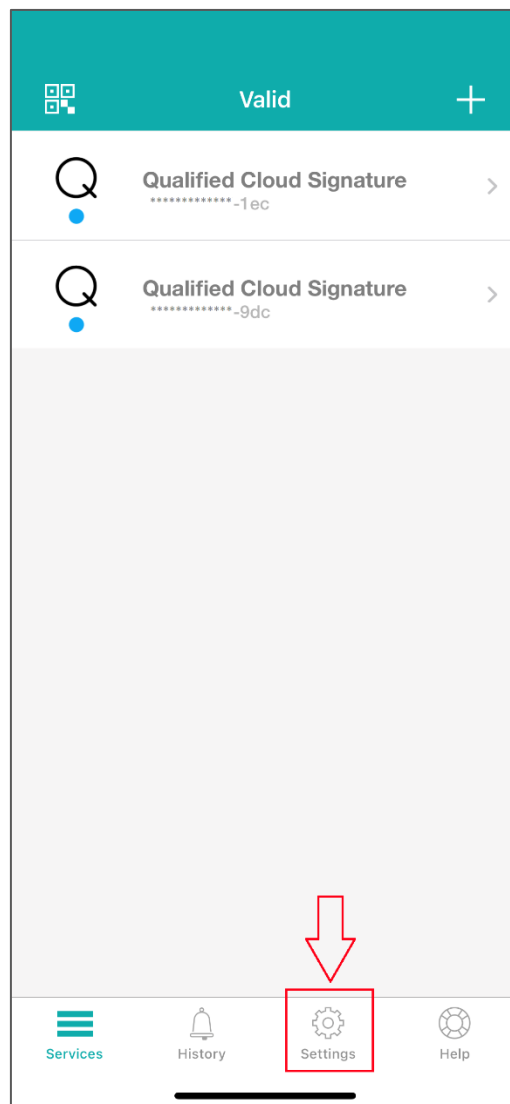 Valid
Qualified Cloud Signature
*************-1ec
Qualified Cloud Signature
*************-9dc
Services
History
Settings
Help